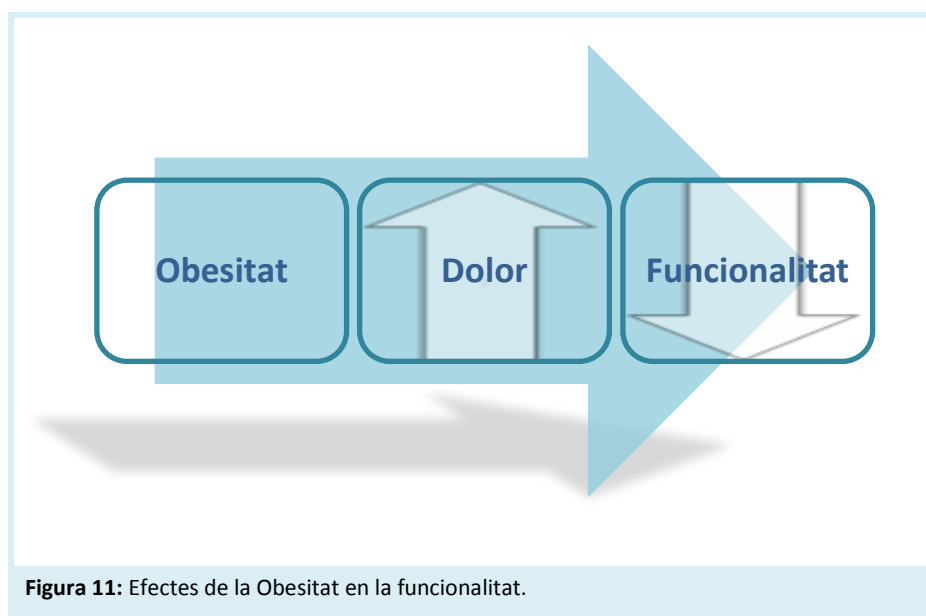 Obesitat
Dolor
Funcionalitat
Figura 11: Efectes de la Obesitat en la funcionalitat.